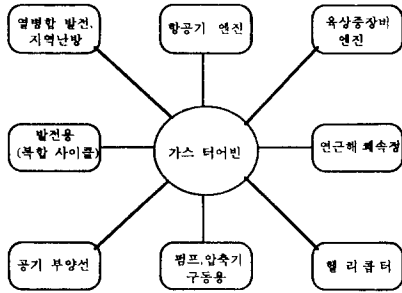 열병합 발전,
지역난방
항공기 엔진
육상중장비
엔진
발전용
(복합 사이클)
가스 터어빈
연근해 쾌속정
공기 부양선
펌프,압축기
구동용
헬리콥터